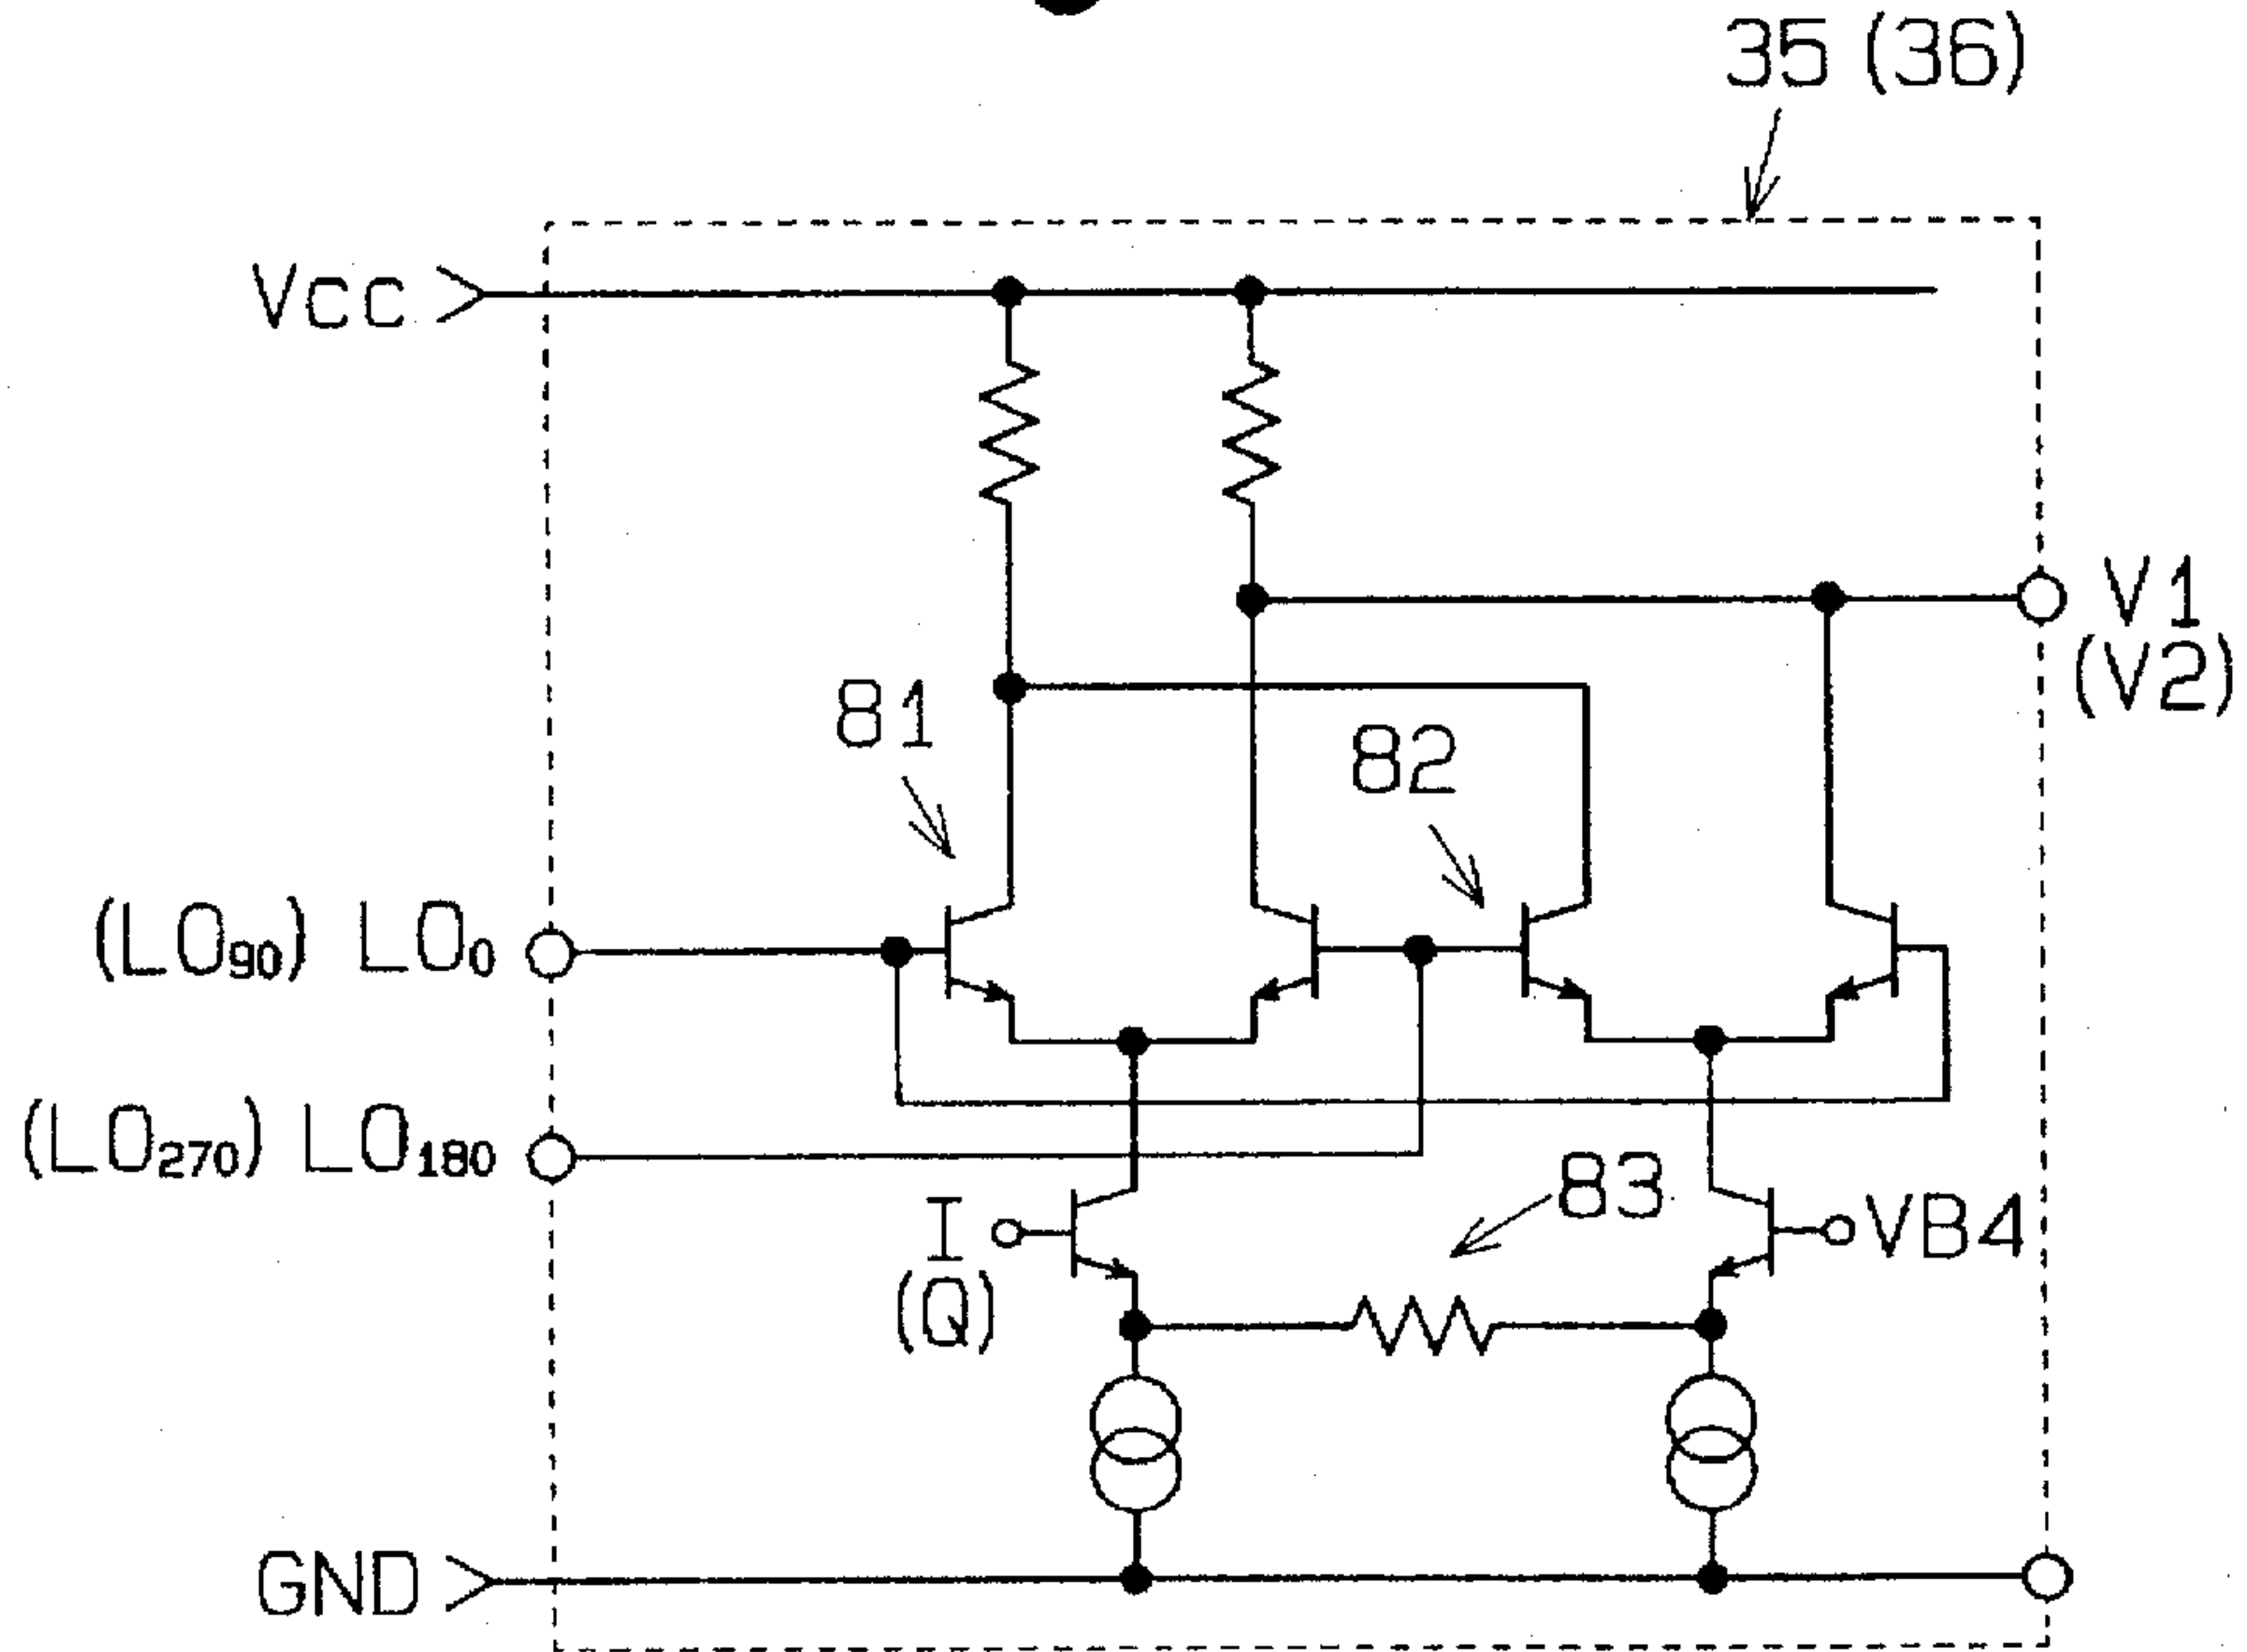 35 (36)
Vcc
V1
(V2)
81
82
(LO90) LO0
(LO270) LO180
83
I
(Q)
VB4
GND